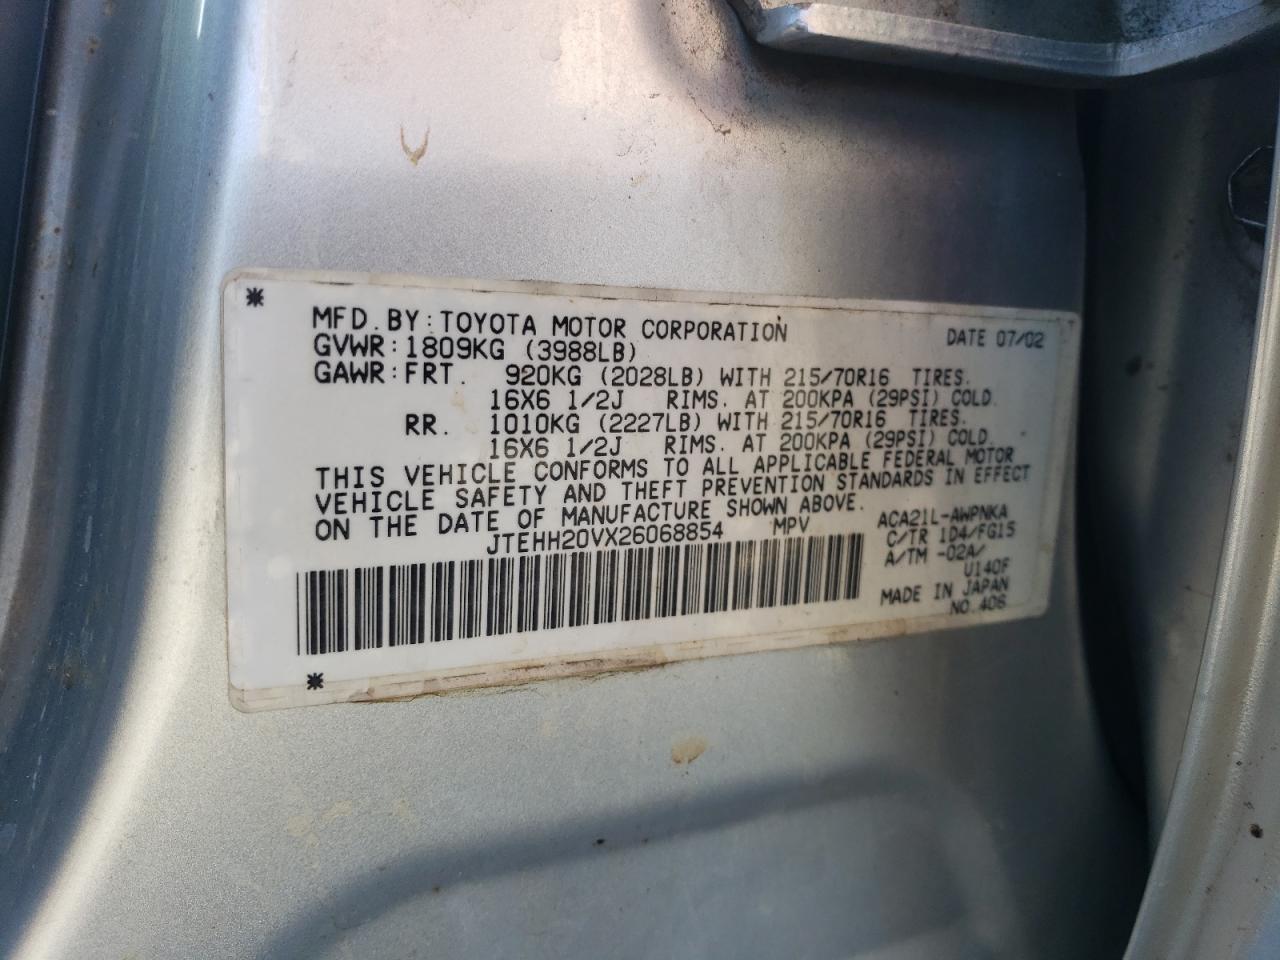 MFD. BY: TOYOTA MOTOR CORPORATION DATE 07/02
GVWR: 1809KG (3988LB)
GAWR: FRT. 920KG (2028LB) WITH 215/70R16 TIRES.
16X6 1/2J RIMS. AT 200KPA (29PSI) COLD.
RR. 1010KG (2227LB) WITH 215/70R16 TIRES.
16X6 1/2J RIMS. AT 200KPA (29PSI) COLD.
THIS VEHICLE CONFORMS TO ALL APPLICABLE FEDERAL MOTOR
VEHICLE SAFETY AND THEFT PREVENTION STANDARDS IN EFFECT
ON THE DATE OF MANUFACTURE SHOWN ABOVE.
JTEHH20VX26068854 MPV
ACA21L-AWPNKA
C/TR 1D4/FG15
A/TM -02A/
U140F
MADE IN JAPAN
NO. 406